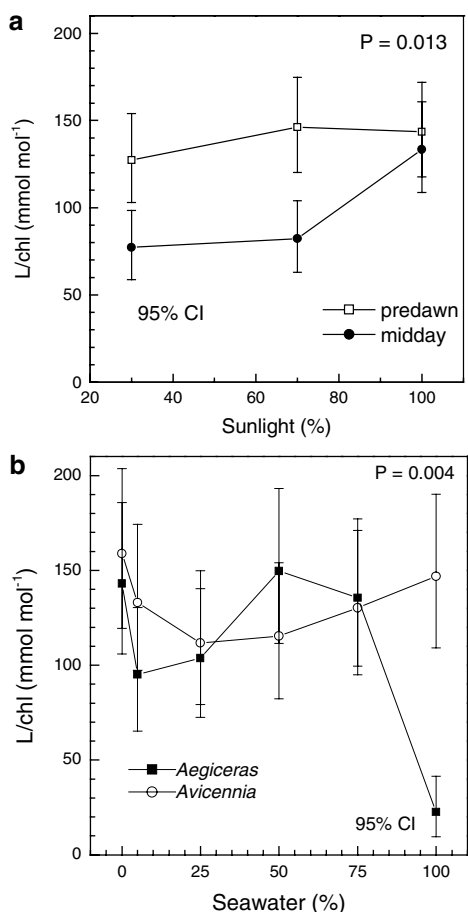 a
200
150
100
50
0
L/chl (mmol mol⁻¹)
P = 0.013
95% CI
predawn
midday
20 40 60 80 100
Sunlight (%)
b
200
150
100
50
0
L/chl (mmol mol⁻¹)
P = 0.004
Aegiceras
Avicennia
95% CI
0 25 50 75 100
Seawater (%)